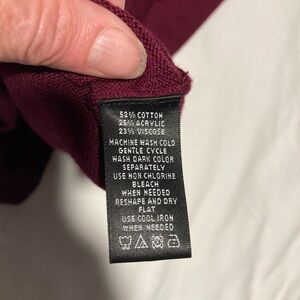 52% COTTON
25% ACRYLIC
23% VISCOSE
MACHINE WASH COLD
GENTLE CYCLE
WASH DARK COLOR
SEPARATELY
USE NON CHLORINE
BLEACH
WHEN NEEDED
RESHAPE AND DRY
FLAT
USE COOL IRON
WHEN NEEDED